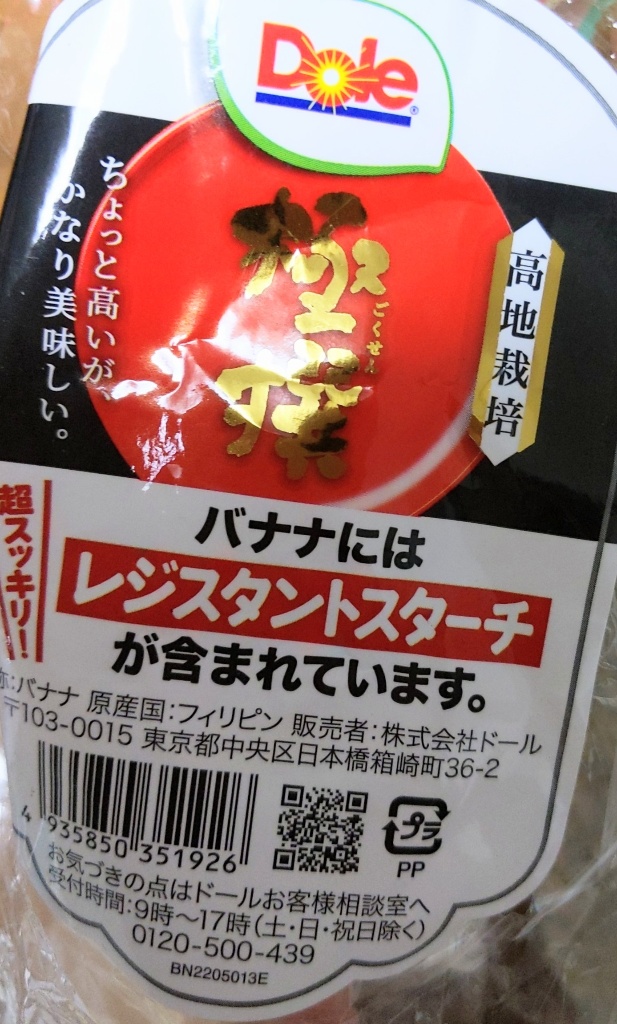 Dole
ちょっと高いが、
かなり美味しい。
極撰
ごくせん
高地栽培
超スッキリ!
バナナには
レジスタントスターチ
が含まれています。
称:バナナ 原産国:フィリピン 販売者:株式会社ドール
〒103-0015 東京都中央区日本橋箱崎町36-2
4 935850 351926
プラ
PP
お気づきの点はドールお客様相談室へ
受付時間:9時~17時(土・日・祝日除く)
0120-500-439
BN2205013E